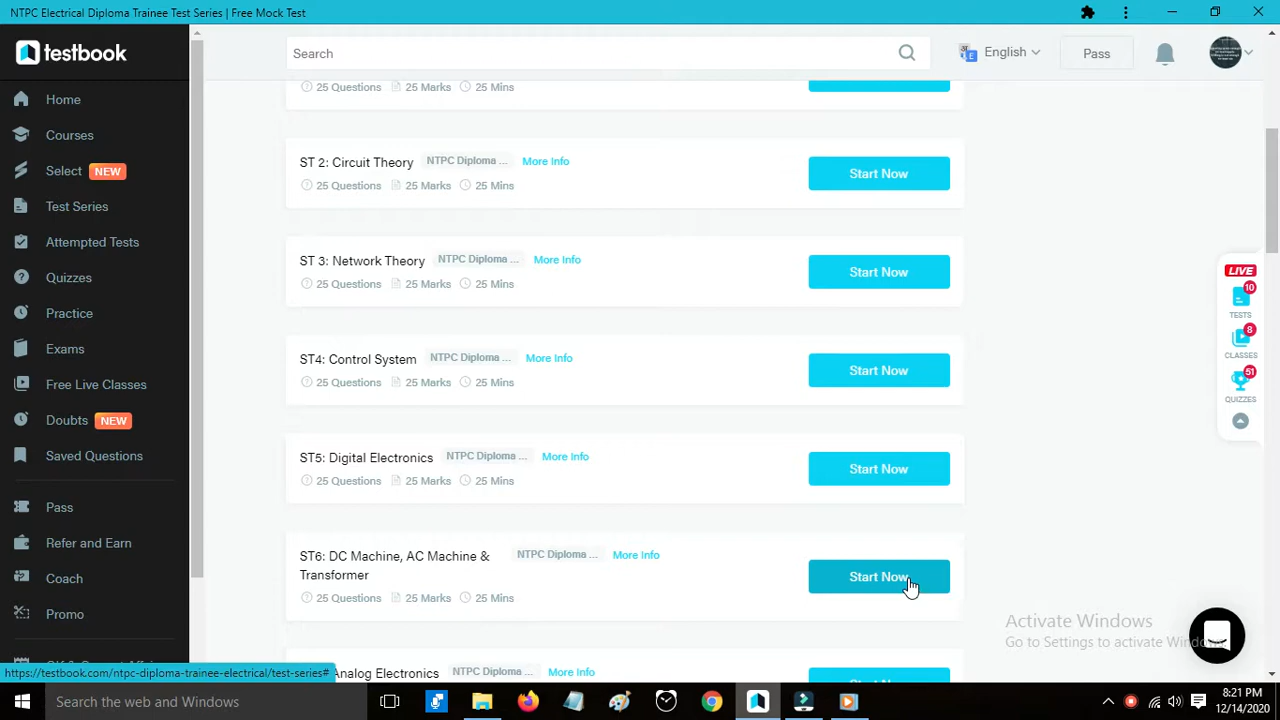 NTPC Electrical Diploma Trainee Test Series | Free Mock Test
testbook
Search
English
Pass
Home
Courses
Select NEW
Test Series
Attempted Tests
Quizzes
Practice
Exams
Free Live Classes
Doubts NEW
Saved Questions
Pass
Refer and Earn
Coach
Promo
25 Questions 25 Marks 25 Mins
ST 2: Circuit Theory NTPC Diploma ... More Info
25 Questions 25 Marks 25 Mins
Start Now
ST 3: Network Theory NTPC Diploma ... More Info
25 Questions 25 Marks 25 Mins
Start Now
ST4: Control System NTPC Diploma ... More Info
25 Questions 25 Marks 25 Mins
Start Now
ST5: Digital Electronics NTPC Diploma ... More Info
25 Questions 25 Marks 25 Mins
Start Now
ST6: DC Machine, AC Machine & NTPC Diploma ... More Info
Transformer
25 Questions 25 Marks 25 Mins
Start Now
Analog Electronics NTPC Diploma ... More Info
LIVE
10
TESTS
8
CLASSES
51
QUIZZES
Activate Windows
Go to Settings to activate Windows.
https://testbook.com/ntpc-diploma-trainee-electrical/test-series#
Search the web and Windows
8:21 PM
12/14/2020